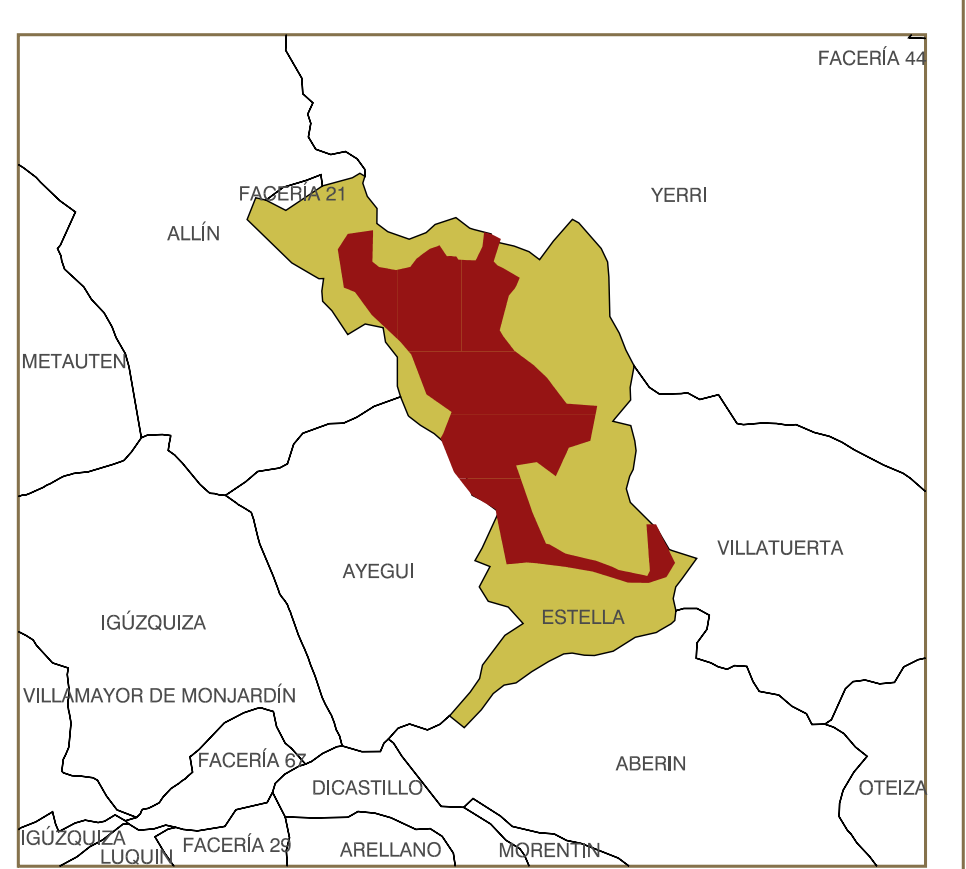 FACERÍA 44
FACERÍA 21
YERRI
ALLÍN
METAUTEN
VILLATUERTA
AYEGUI
ESTELLA
IGÚZQUIZA
VILLAMAYOR DE MONJARDÍN
FACERÍA 67
ABERIN
DICASTILLO
OTEIZA
IGÚZQUIZA
FACERÍA 29
ARELLANO
MORENTIN
LUQUIN